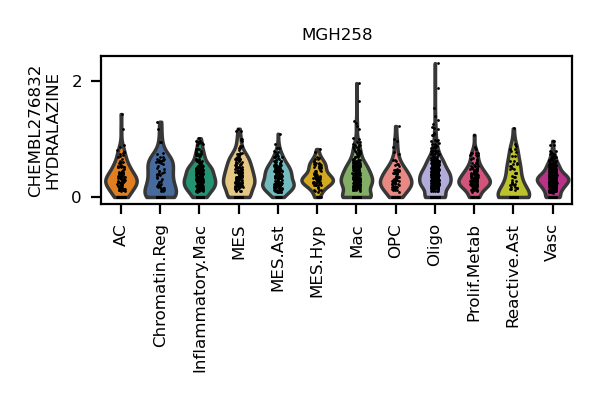 MGH258
CHEMBL276832
HYDRALAZINE
2
0
AC
Chromatin.Reg
Inflammatory.Mac
MES
MES.Ast
MES.Hyp
Mac
OPC
Oligo
Prolif.Metab
Reactive.Ast
Vasc